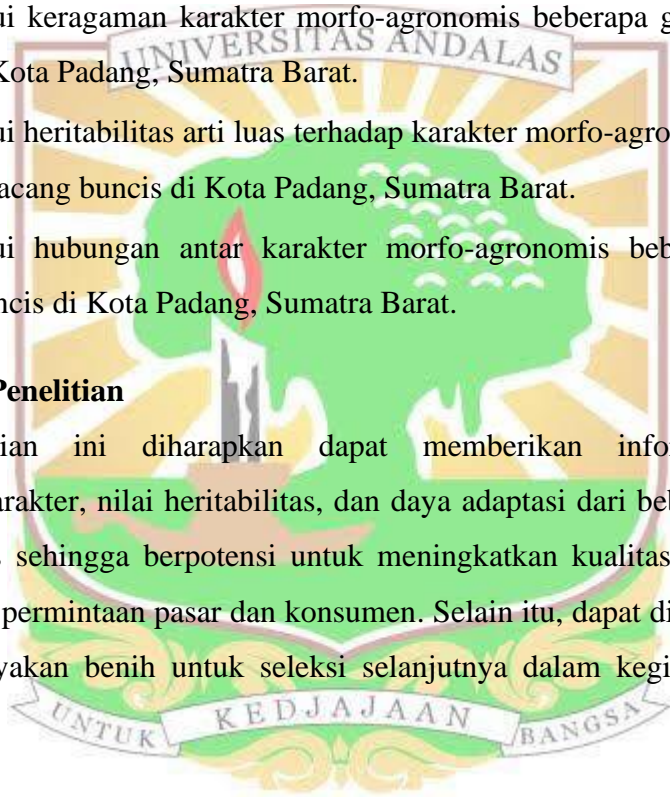 ui keragaman karakter morfo-agronomis beberapa g
UNIVERSITAS ANDALAS
Kota Padang, Sumatra Barat.
ui heritabilitas arti luas terhadap karakter morfo-agro
acang buncis di Kota Padang, Sumatra Barat.
ui hubungan antar karakter morfo-agronomis beb
ncis di Kota Padang, Sumatra Barat.
Penelitian
ian ini diharapkan dapat memberikan info
arakter, nilai heritabilitas, dan daya adaptasi dari be
sehingga berpotensi untuk meningkatkan kualitas
permintaan pasar dan konsumen. Selain itu, dapat di
yakan benih untuk seleksi selanjutnya dalam kegi
UNTUK KEDJAJAAN BANGSA